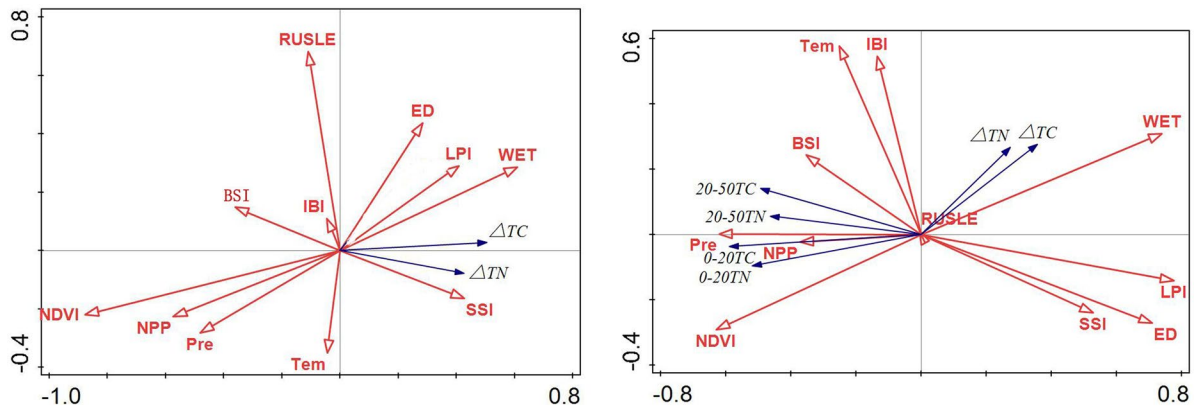 0.8
-0.4
-1.0
0.8
RUSLE
ED
LPI
WET
BSI
IBI
△TC
△TN
SSI
NDVI
NPP
Pre
Tem
0.6
-0.4
-0.8
0.8
Tem
IBI
WET
△TN
△TC
BSI
20-50TC
20-50TN
RUSLE
Pre
NPP
0-20TC
0-20TN
LPI
SSI
ED
NDVI